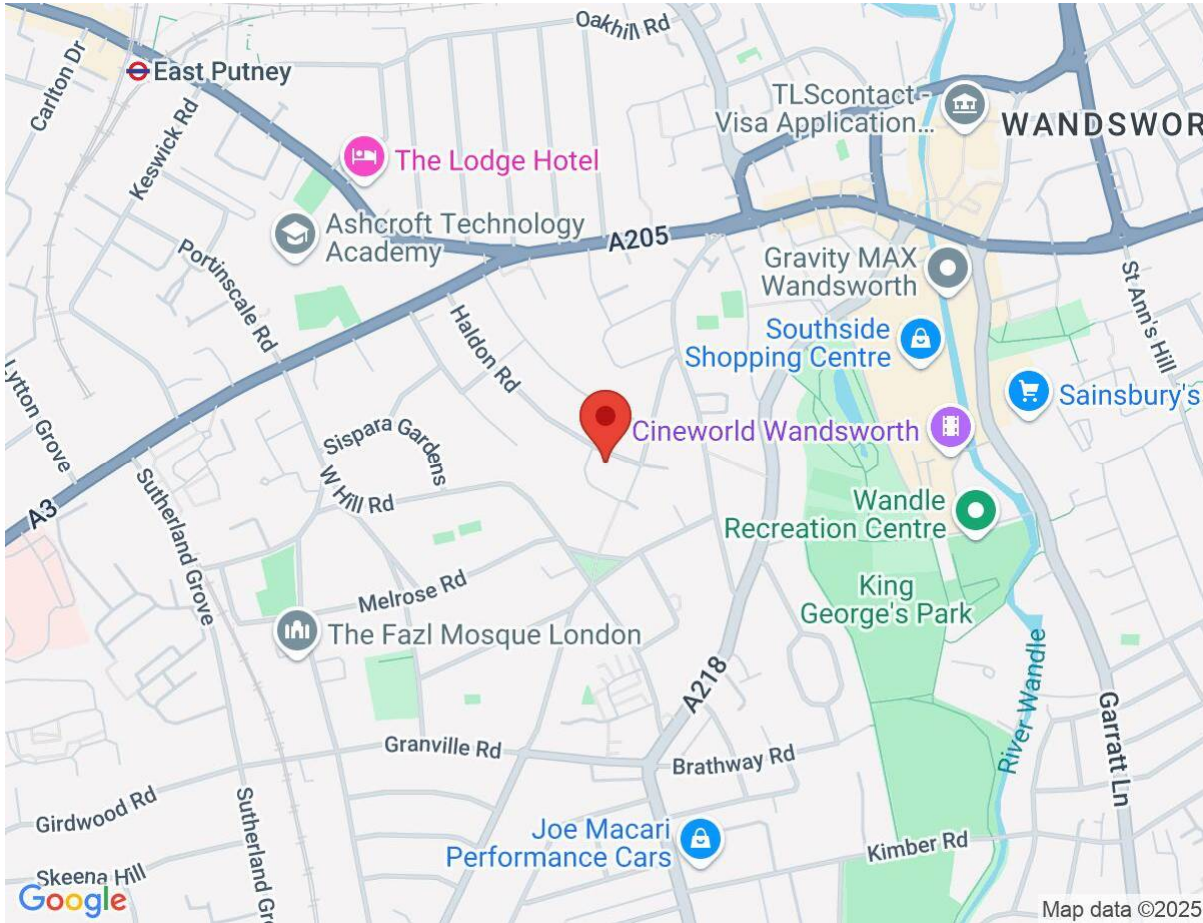 Oakhill Rd
Carlton Dr
East Putney
Keswick Rd
TLScontact -
Visa Application...
WANDSWOR
The Lodge Hotel
Ashcroft Technology
Academy
A205
Portinscale Rd
Gravity MAX
Wandsworth
St Ann's Hill
Haldon Rd
Southside
Shopping Centre
Sainsbury's
Lytton Grove
Sispara Gardens
Cineworld Wandsworth
W Hill Rd
A3
Sutherland Grove
Wandle
Recreation Centre
Melrose Rd
King
George's Park
The Fazl Mosque London
River Wandle
A218
Garratt Ln
Granville Rd
Brathway Rd
Girdwood Rd
Sutherland Gro
Joe Macari
Performance Cars
Kimber Rd
Skeena Hill
Google
Map data ©2025